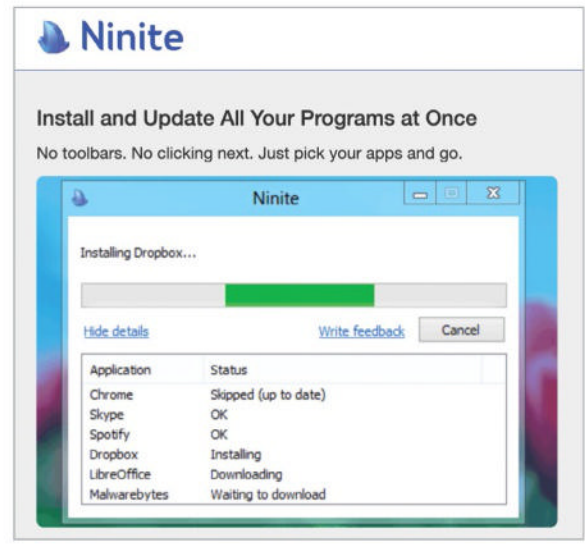 Ninite
Install and Update All Your Programs at Once
No toolbars. No clicking next. Just pick your apps and go.
Ninite
Installing Dropbox...
Hide details Write feedback Cancel
Application Status
Chrome Skipped (up to date)
Skype OK
Spotify OK
Dropbox Installing
LibreOffice Downloading
Malwarebytes Waiting to download